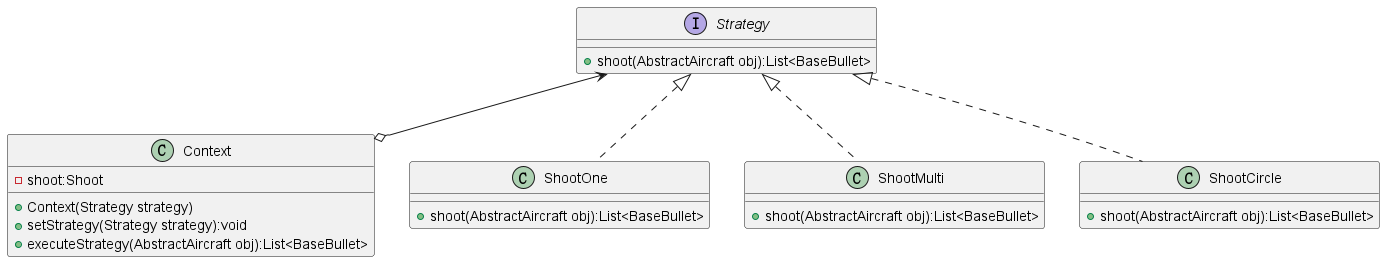 I Strategy
shoot(AbstractAircraft obj):List<BaseBullet>
C Context
shoot:Shoot
Context(Strategy strategy)
setStrategy(Strategy strategy):void
executeStrategy(AbstractAircraft obj):List<BaseBullet>
C ShootOne
shoot(AbstractAircraft obj):List<BaseBullet>
C ShootMulti
shoot(AbstractAircraft obj):List<BaseBullet>
C ShootCircle
shoot(AbstractAircraft obj):List<BaseBullet>